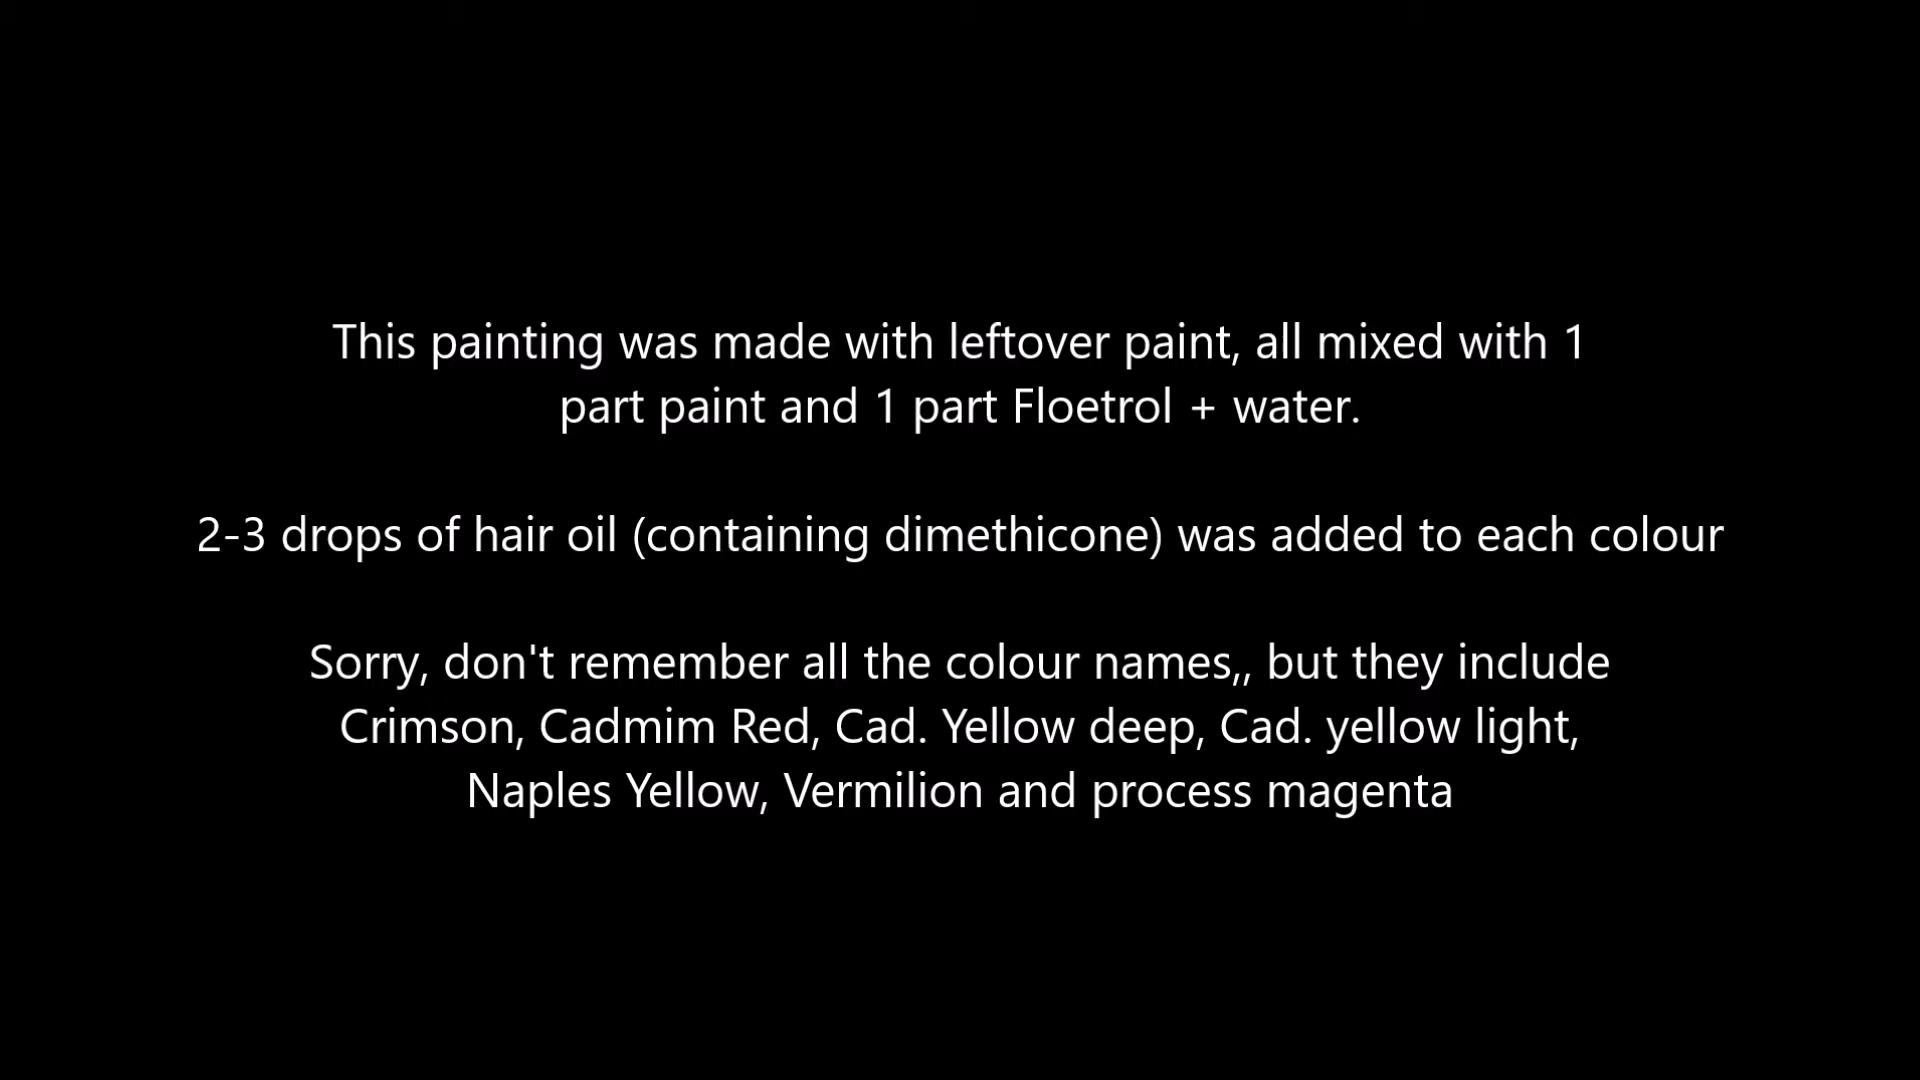 This painting was made with leftover paint, all mixed with 1
part paint and 1 part Floetrol + water.
2-3 drops of hair oil (containing dimethicone) was added to each colour
Sorry, don't remember all the colour names,, but they include
Crimson, Cadmim Red, Cad. Yellow deep, Cad. yellow light,
Naples Yellow, Vermilion and process magenta